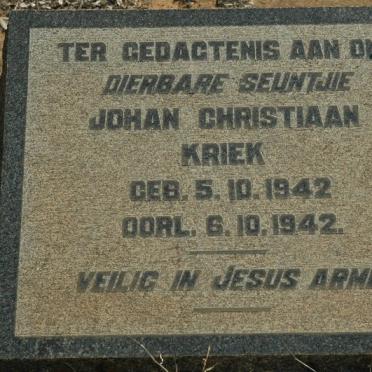 TER GEDAGTENIS AAN
DIERBARE SEUNTJIE
JOHAN CHRISTIAAN
KRIEK
GEB. 5.10.1942
OORL. 6.10.1942.
VEILIG IN JESUS